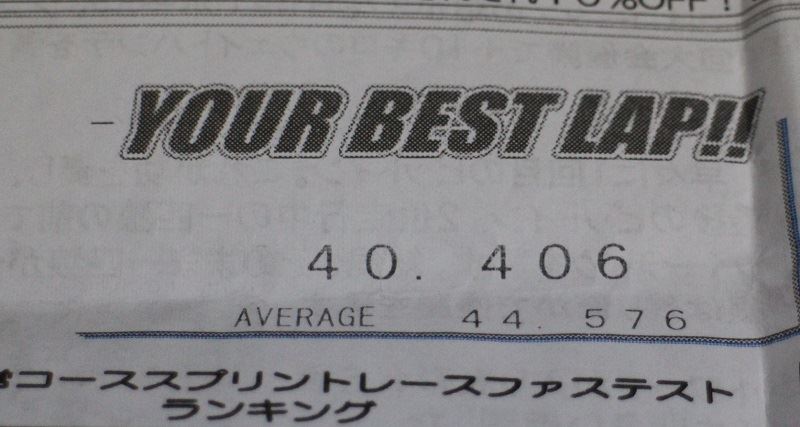 %OFF!
- YOUR BEST LAP!!
40. 406
AVERAGE 44. 576
コーススプリントレースファステスト
ランキング